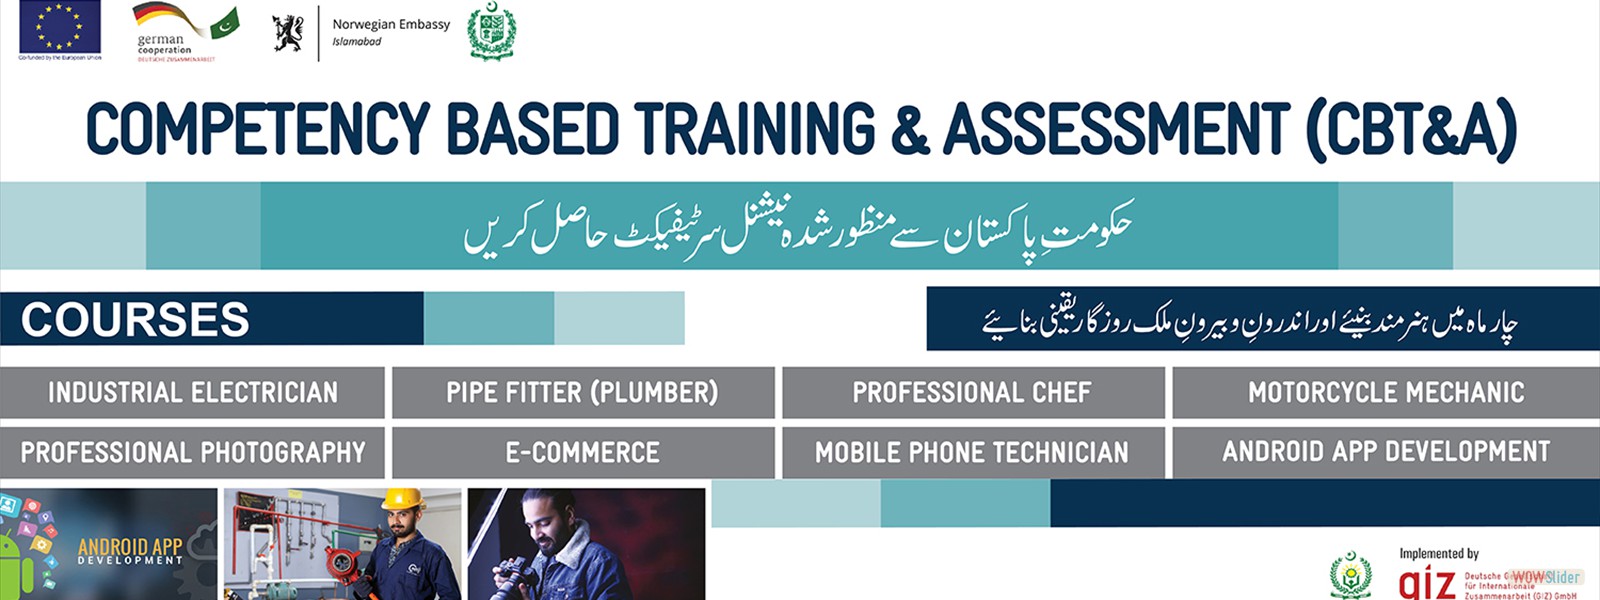 Co-funded by the European Union
german
cooperation
DEUTSCHE ZUSAMMENARBEIT
Norwegian Embassy
Islamabad
COMPETENCY BASED TRAINING & ASSESSMENT (CBT&A)
حکومتِ پاکستان سے منظور شدہ نیشنل سرٹیفیکٹ حاصل کریں
COURSES
چار ماہ میں ہنر مند بنیئے اور اندرونِ و بیرونِ ملک روزگار یقینی بنائیے
INDUSTRIAL ELECTRICIAN
PIPE FITTER (PLUMBER)
PROFESSIONAL CHEF
MOTORCYCLE MECHANIC
PROFESSIONAL PHOTOGRAPHY
E-COMMERCE
MOBILE PHONE TECHNICIAN
ANDROID APP DEVELOPMENT
ANDROID APP
DEVELOPMENT
Implemented by
giz
Deutsche
für Internationale
Zusammenarbeit (GIZ) GmbH
WOWSlider